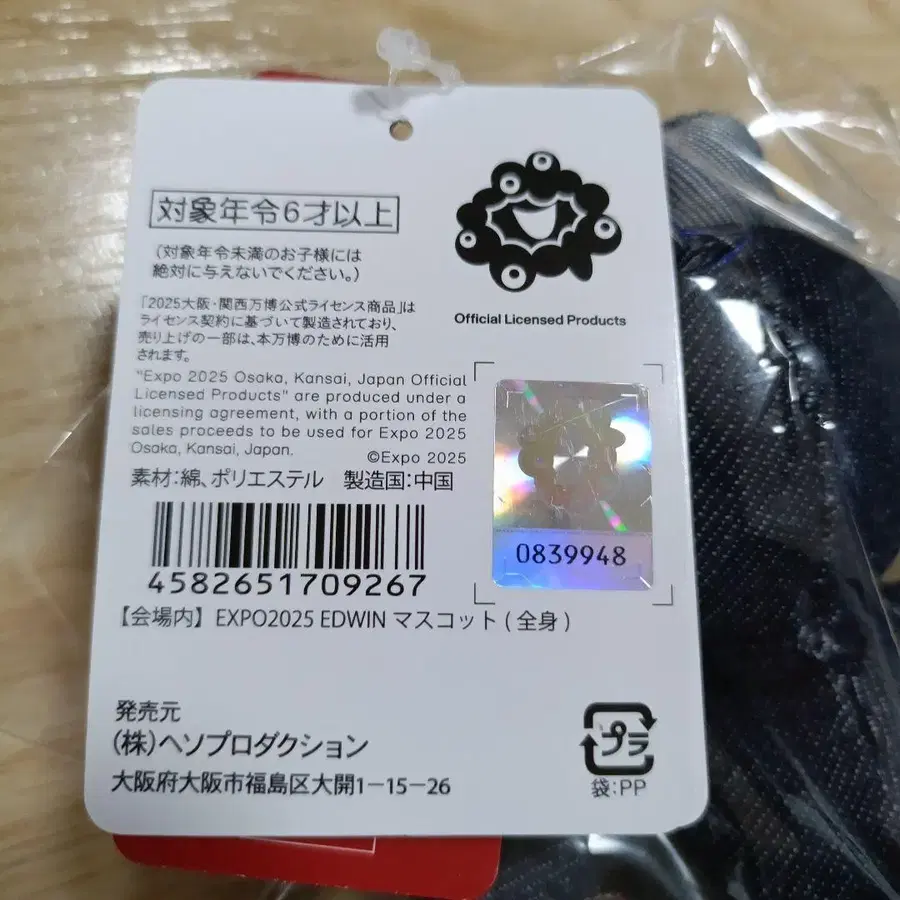 対象年令6才以上
(対象年令未満のお子様には
絶対に与えないでください。)
「2025大阪・関西万博公式ライセンス商品」は
ライセンス契約に基づいて製造されており、
売り上げの一部は、本万博のために活用
されます。
"Expo 2025 Osaka, Kansai, Japan Official
Licensed Products" are produced under a
licensing agreement, with a portion of the
sales proceeds to be used for Expo 2025
Osaka, Kansai, Japan.
©Expo 2025
Official Licensed Products
素材:綿、ポリエステル 製造国:中国
0839948
4582651709267
【会場内】EXPO2025 EDWIN マスコット(全身)
発売元
(株)ヘソプロダクション
大阪府大阪市福島区大開1-15-26
プラ
袋:PP